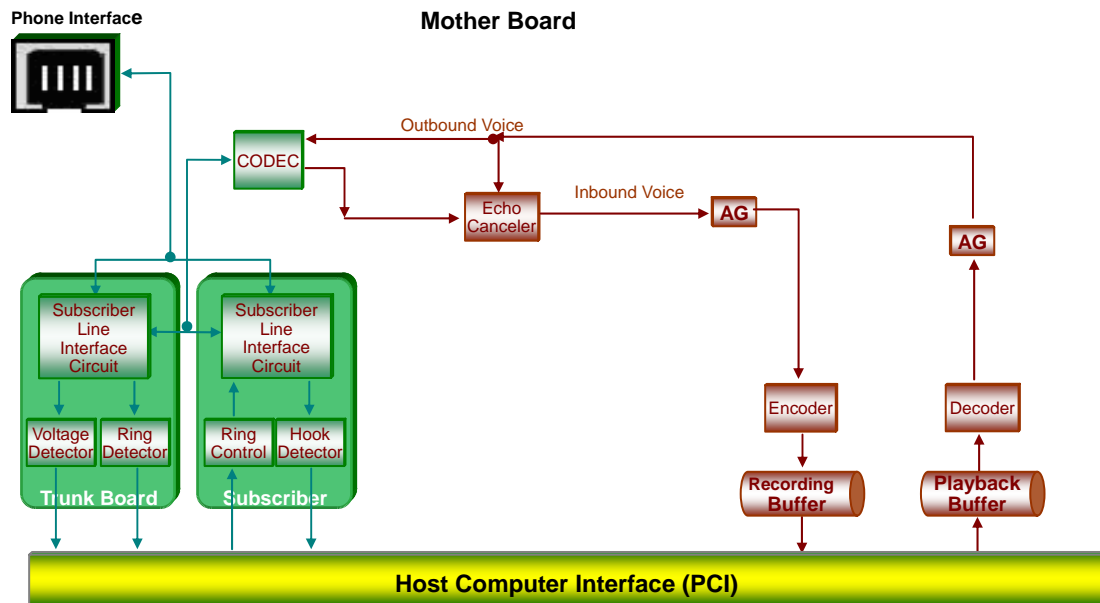 Phone Interface
Mother Board
Outbound Voice
CODEC
Inbound Voice
Echo
Canceler
AG
AG
Subscriber
Line
Interface
Circuit
Subscriber
Line
Interface
Circuit
Voltage
Detector
Ring
Detector
Ring
Control
Hook
Detector
Encoder
Decoder
Trunk Board
Subscriber
Recording
Buffer
Playback
Buffer
Host Computer Interface (PCI)